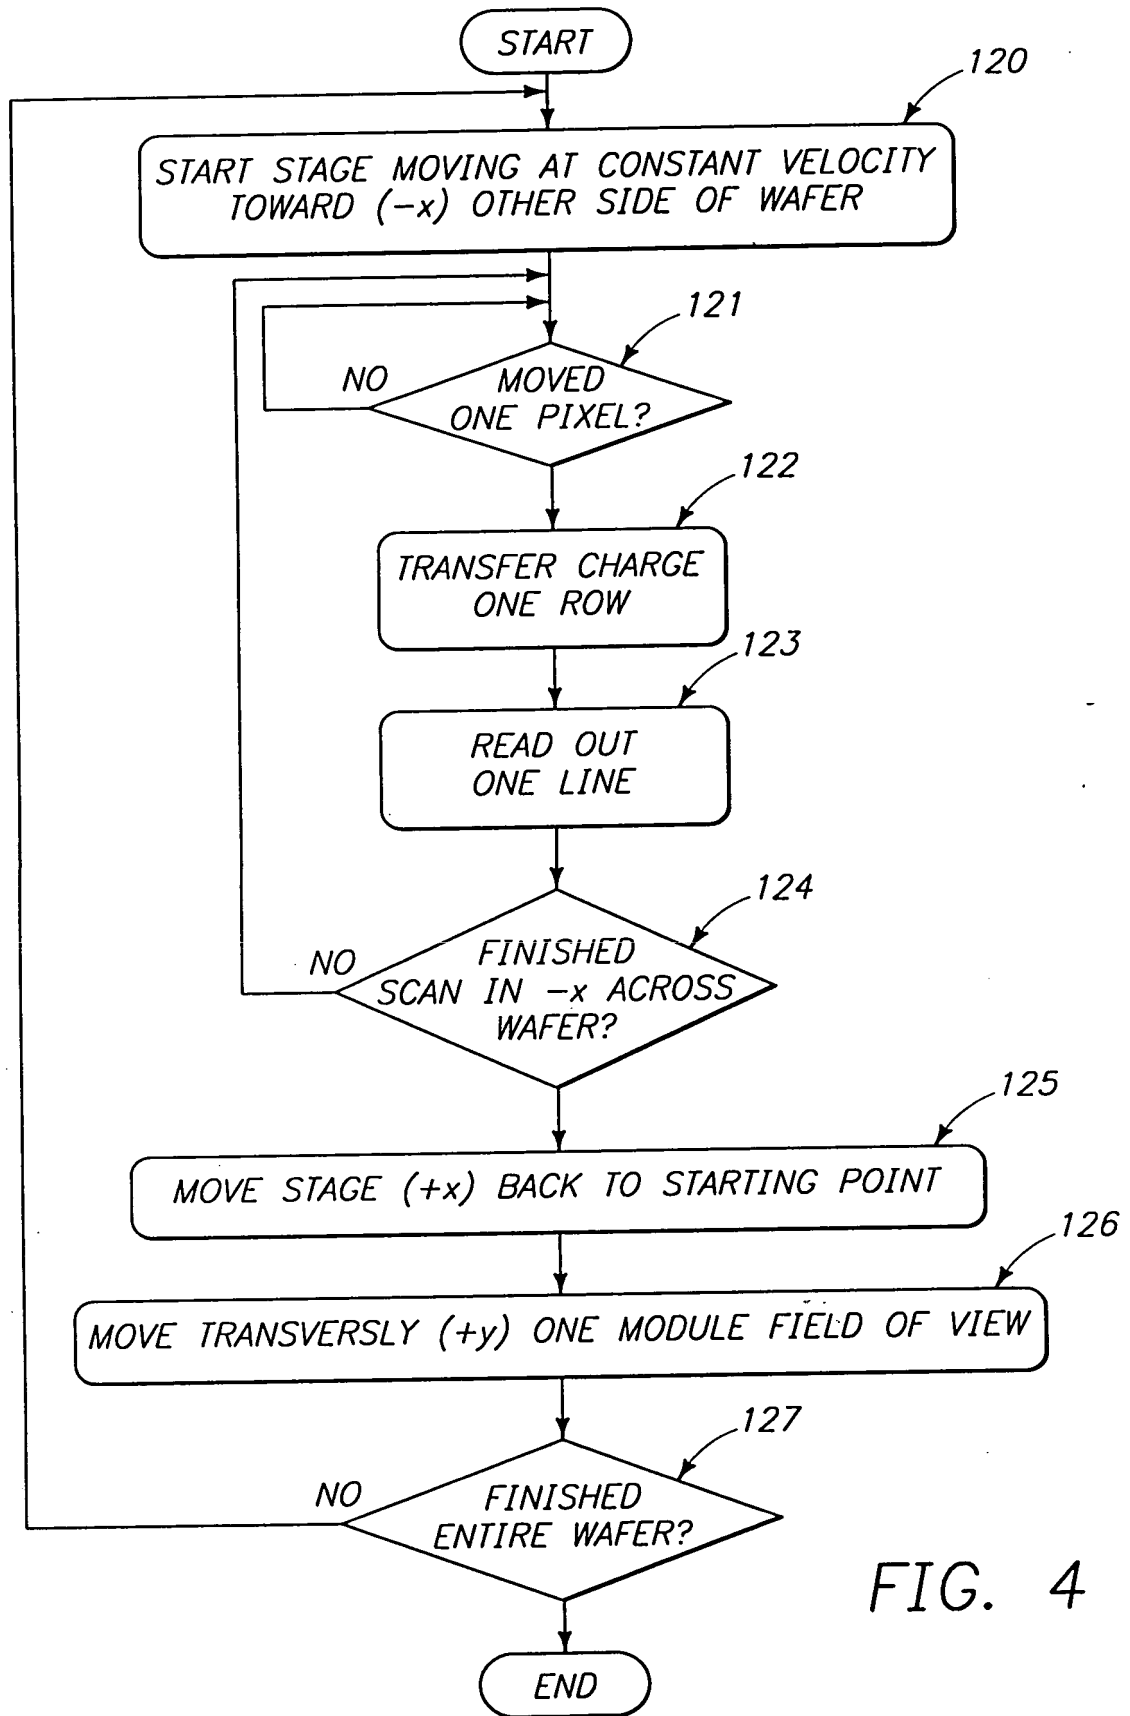 START
120
START STAGE MOVING AT CONSTANT VELOCITY
TOWARD (-x) OTHER SIDE OF WAFER
121
NO
MOVED
ONE PIXEL?
122
TRANSFER CHARGE
ONE ROW
123
READ OUT
ONE LINE
124
NO
FINISHED
SCAN IN -x ACROSS
WAFER?
125
MOVE STAGE (+x) BACK TO STARTING POINT
126
MOVE TRANSVERSLY (+y) ONE MODULE FIELD OF VIEW
127
NO
FINISHED
ENTIRE WAFER?
FIG. 4
END